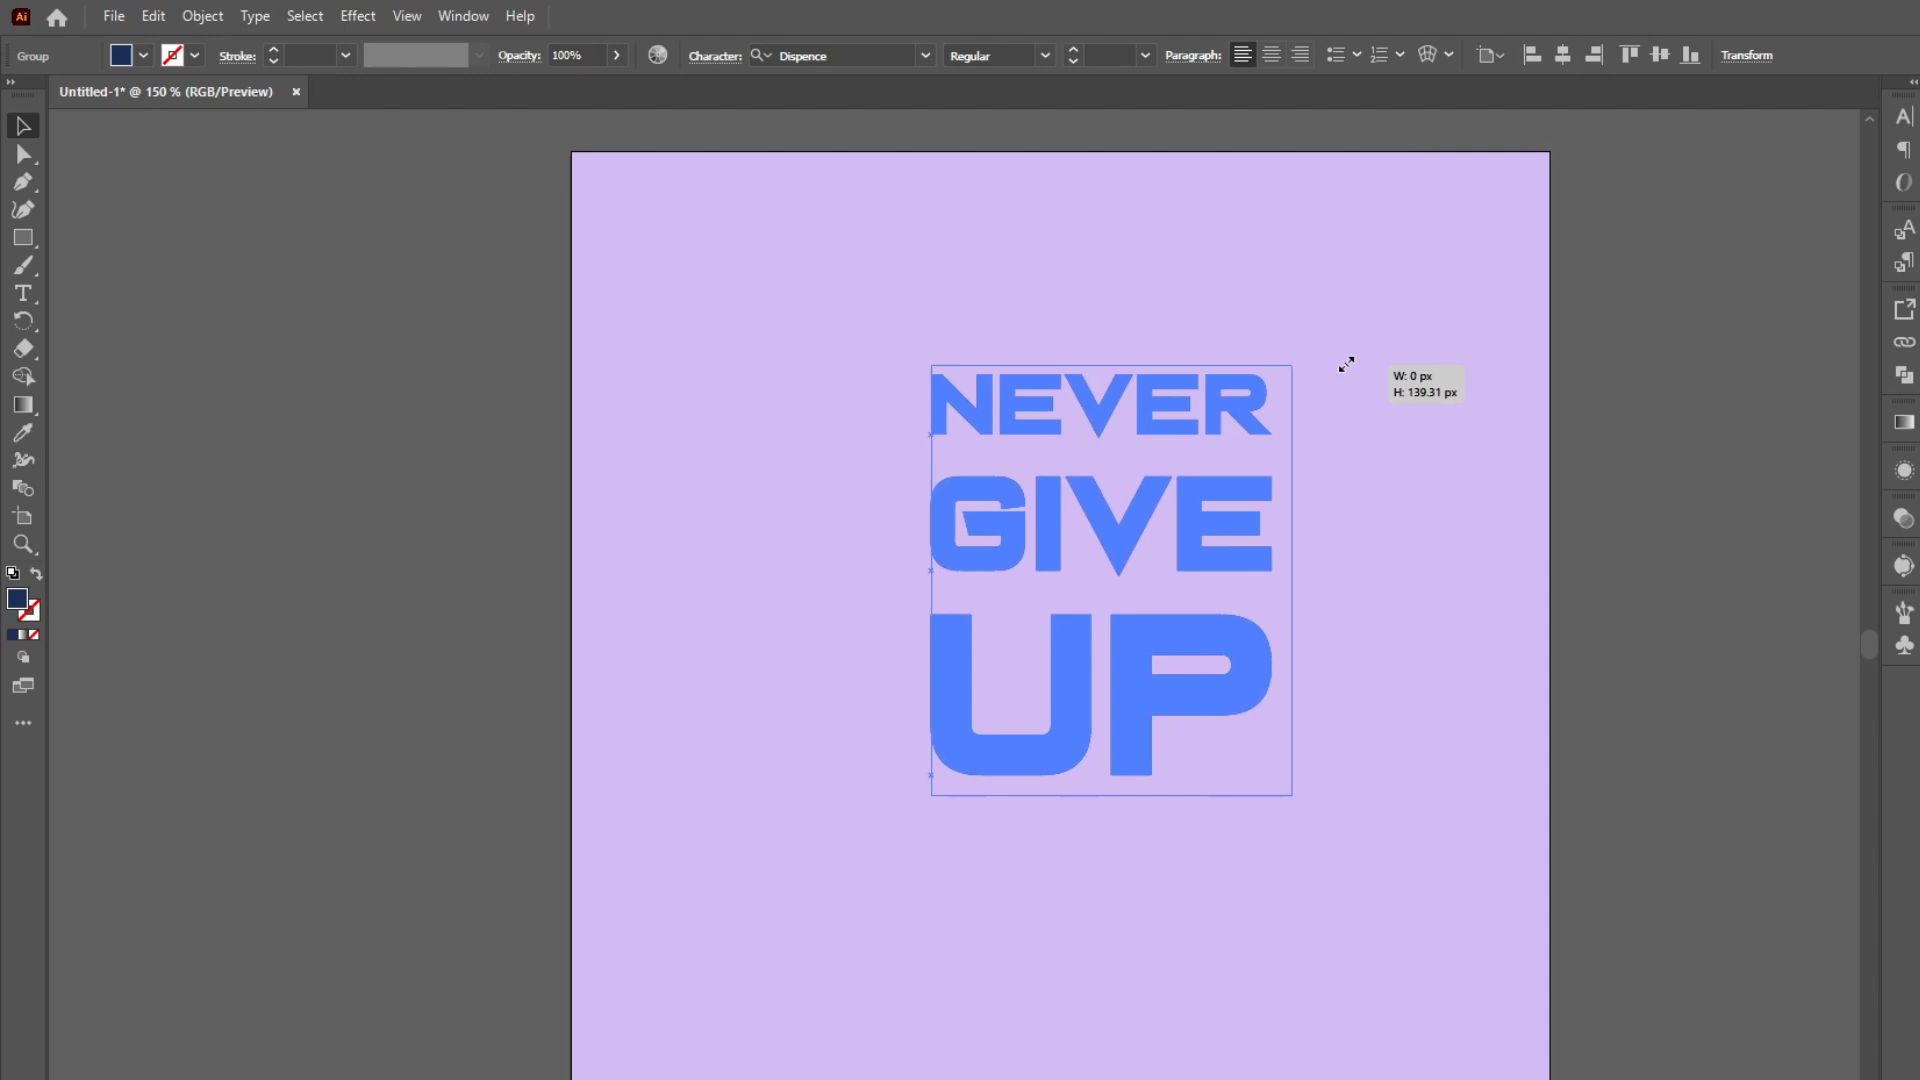 Ai File Edit Object Type Select Effect View Window Help
Group Stroke: Opacity: 100% Character: Dispence Regular Paragraph: Transform
Untitled-1* @ 150 % (RGB/Preview) ×
W: 0 px
H: 139.31 px
NEVER
GIVE
UP